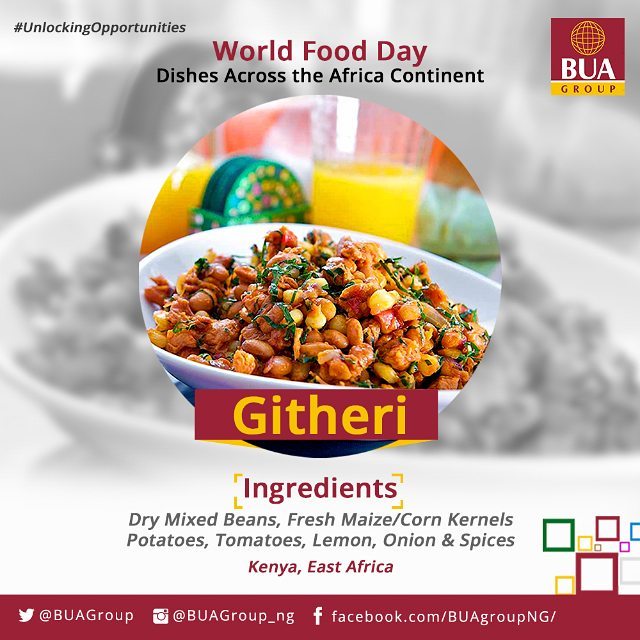 #UnlockingOpportunities
World Food Day
Dishes Across the Africa Continent
BUA
GROUP
Githeri
Ingredients
Dry Mixed Beans, Fresh Maize/Corn Kernels
Potatoes, Tomatoes, Lemon, Onion & Spices
Kenya, East Africa
@BUAGroup @BUAGroup_ng facebook.com/BUAgroupNG/